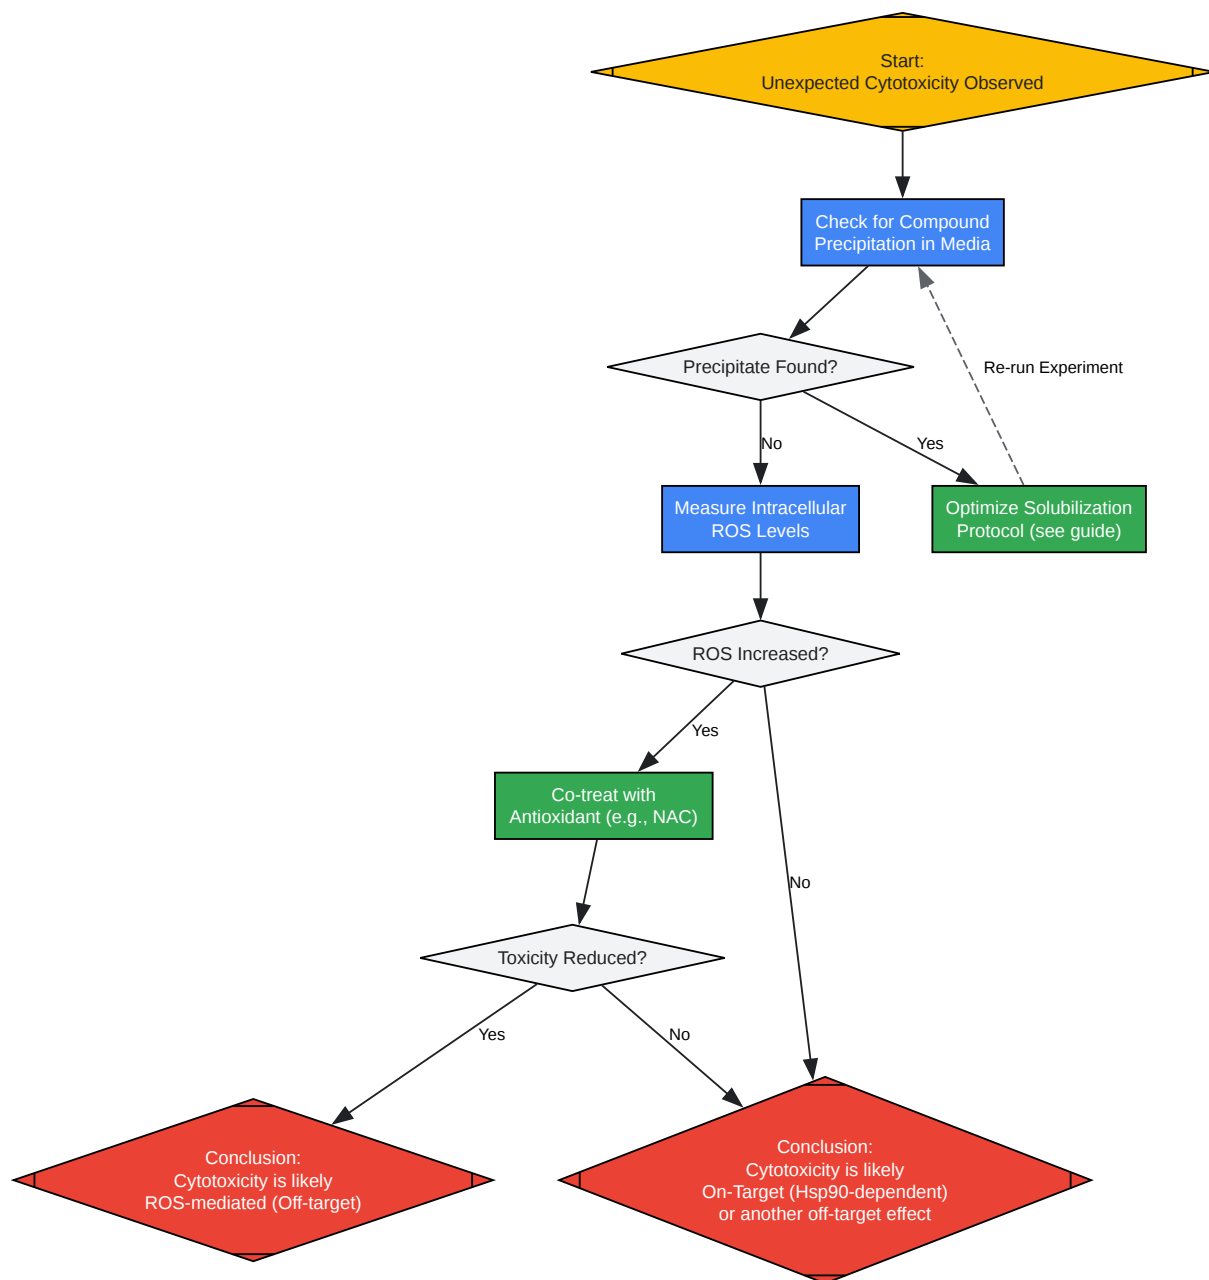 Start:
Unexpected Cytotoxicity Observed
Check for Compound
Precipitation in Media
Precipitate Found?
Re-run Experiment
No
Yes
Measure Intracellular
ROS Levels
Optimize Solubilization
Protocol (see guide)
ROS Increased?
Yes
Co-treat with
Antioxidant (e.g., NAC)
No
Toxicity Reduced?
Yes
No
Conclusion:
Cytotoxicity is likely
ROS-mediated (Off-target)
Conclusion:
Cytotoxicity is likely
On-Target (Hsp90-dependent)
or another off-target effect